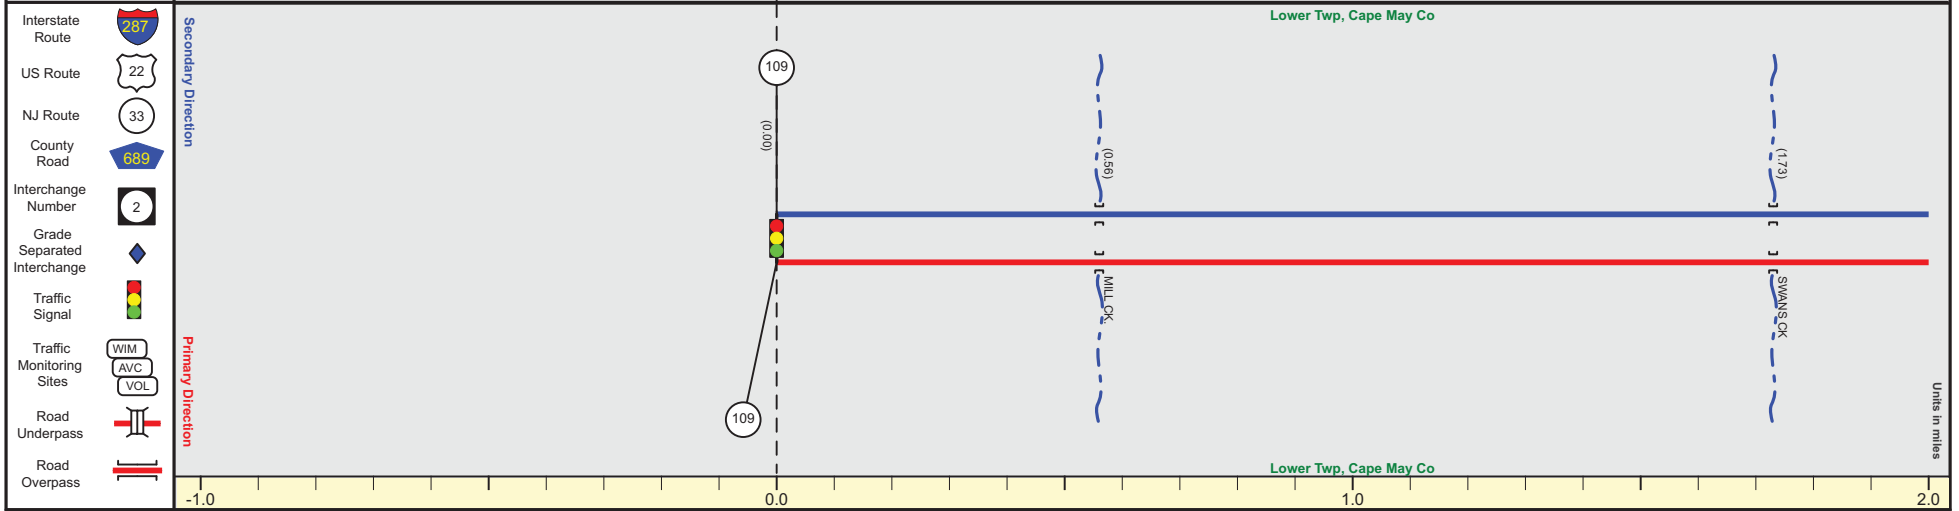 Interstate
Route
287
US Route
22
NJ Route
33
County
Road
689
Interchange
Number
2
Grade
Separated
Interchange
Traffic
Signal
Traffic
Monitoring
Sites
WIM
AVC
VOL
Road
Underpass
Road
Overpass
Secondary Direction
Primary Direction
Lower Twp, Cape May Co
109
(0.00)
(0.56)
(1.73)
MILL CK.
SWANS CK
109
Lower Twp, Cape May Co
Units in miles
-1.0
0.0
1.0
2.0